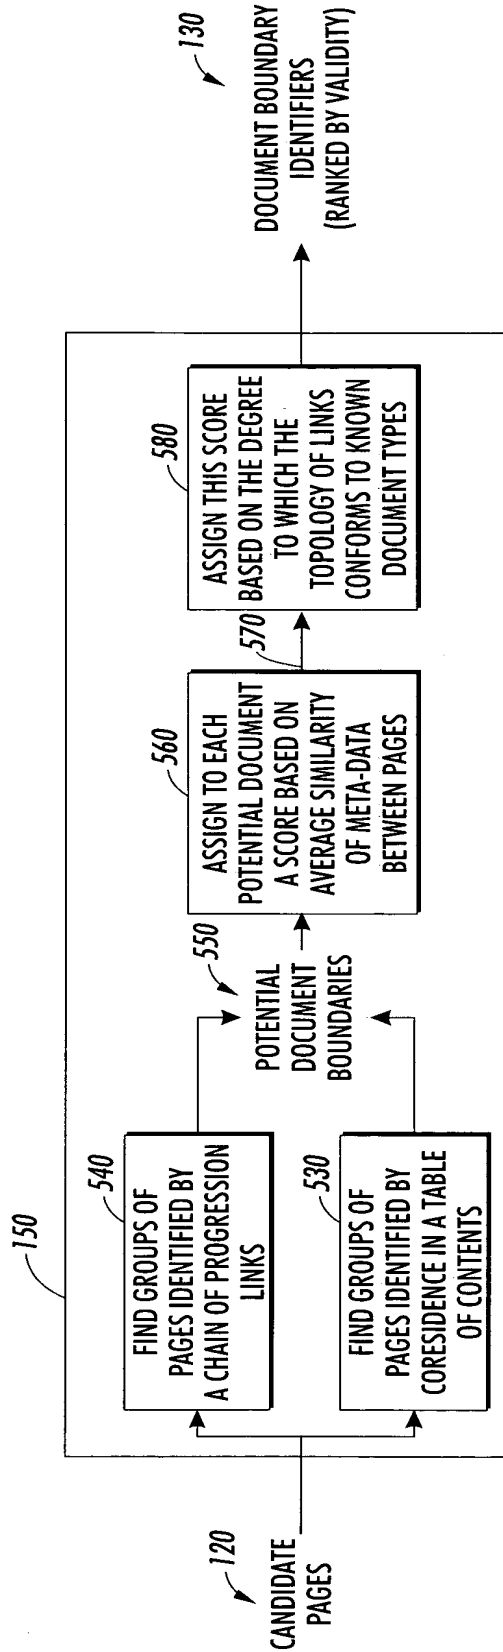 120
CANDIDATE
PAGES
150
540
FIND GROUPS OF
PAGES IDENTIFIED BY
A CHAIN OF PROGRESSION
LINKS
530
FIND GROUPS OF
PAGES IDENTIFIED BY
CORESIDENCE IN A TABLE
OF CONTENTS
550
POTENTIAL
DOCUMENT
BOUNDARIES
560
ASSIGN TO EACH
POTENTIAL DOCUMENT
A SCORE BASED ON
AVERAGE SIMILARITY
OF META-DATA
BETWEEN PAGES
570
580
ASSIGN THIS SCORE
BASED ON THE DEGREE
TO WHICH THE
TOPOLOGY OF LINKS
CONFORMS TO KNOWN
DOCUMENT TYPES
130
DOCUMENT BOUNDARY
IDENTIFIERS
(RANKED BY VALIDITY)